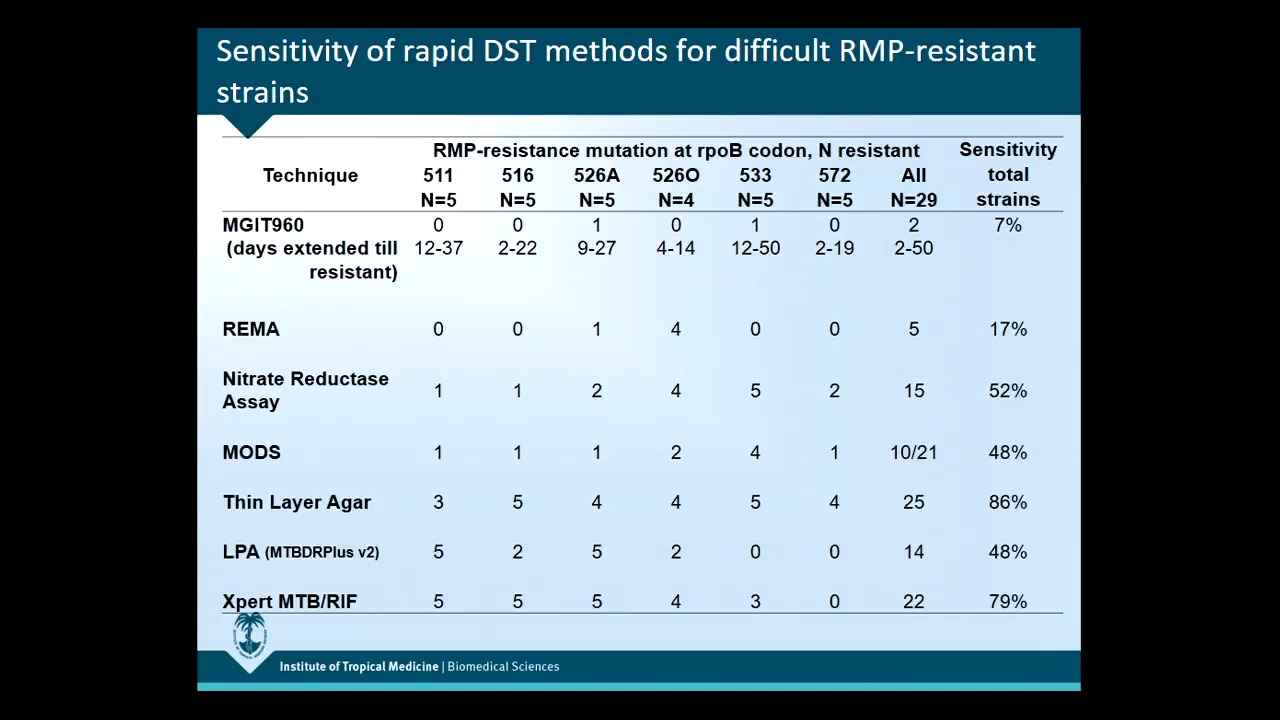 Sensitivity of rapid DST methods for difficult RMP-resistant
strains
RMP-resistance mutation at rpoB codon, N resistant Sensitivity
Technique 511 516 526A 526O 533 572 All total
N=5 N=5 N=5 N=4 N=5 N=5 N=29 strains
MGIT960 0 0 1 0 1 0 2 7%
(days extended till 12-37 2-22 9-27 4-14 12-50 2-19 2-50
resistant)
REMA 0 0 1 4 0 0 5 17%
Nitrate Reductase
Assay 1 1 2 4 5 2 15 52%
MODS 1 1 1 2 4 1 10/21 48%
Thin Layer Agar 3 5 4 4 5 4 25 86%
LPA (MTBDRPlus v2) 5 2 5 2 0 0 14 48%
Xpert MTB/RIF 5 5 5 4 3 0 22 79%
Institute of Tropical Medicine | Biomedical Sciences